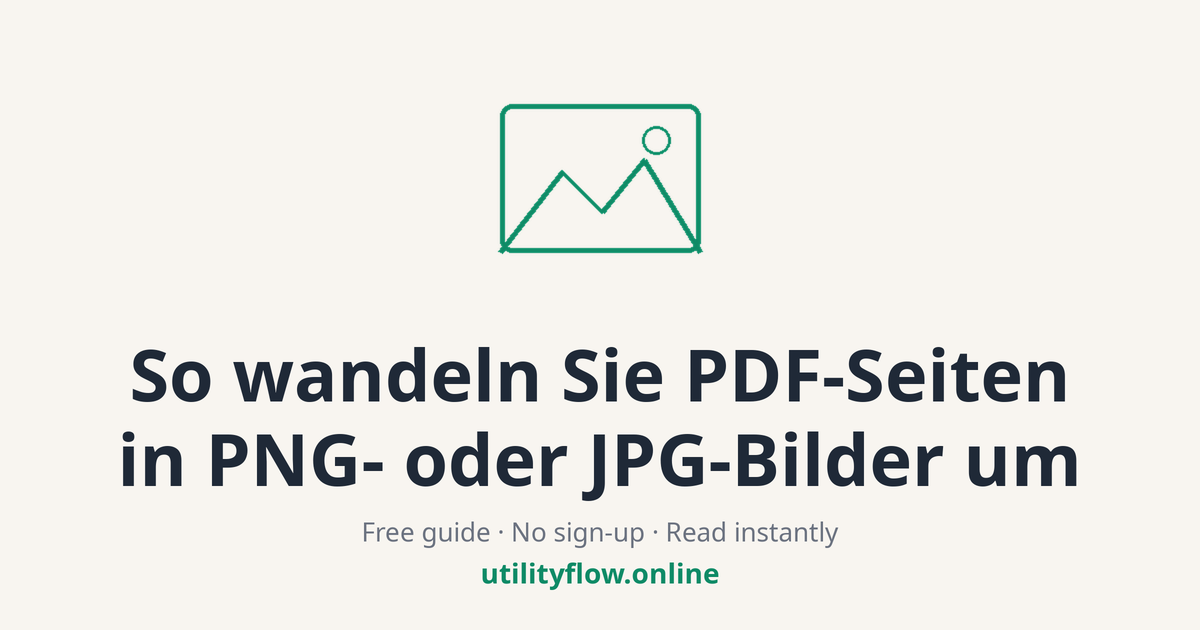 So wandeln Sie PDF-Seiten
in PNG- oder JPG-Bilder um
Free guide · No sign-up · Read instantly
utilityflow.online